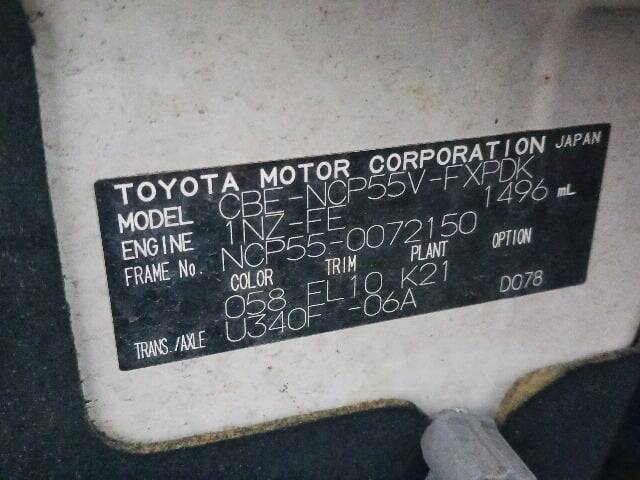 TOYOTA MOTOR CORPORATION JAPAN
MODEL CBE-NCP55V-FXPDK
ENGINE 1NZ-FE 1496 mL
FRAME No. NCP55-0072150
COLOR TRIM PLANT OPTION
058 FL10 K21 D078
TRANS./AXLE U340F -06A